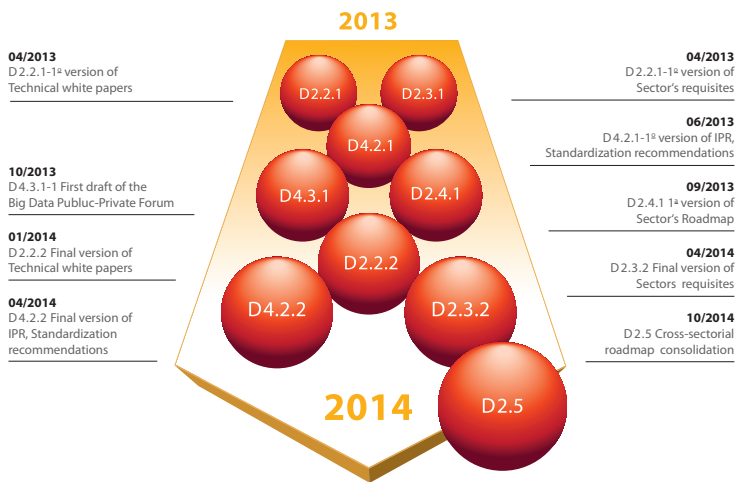 2013
04/2013
D2.2.1-1ª version of
Technical white papers
10/2013
D4.3.1-1 First draft of the
Big Data Publuc-Private Forum
01/2014
D2.2.2 Final version of
Technical white papers
04/2014
D4.2.2 Final version of
IPR, Standardization
recommendations
D2.2.1
D2.3.1
D4.2.1
D4.3.1
D2.4.1
D2.2.2
D4.2.2
D2.3.2
D2.5
2014
04/2013
D2.2.1-1ª version of
Sector's requisites
06/2013
D4.2.1-1º version of IPR,
Standardization recommendations
09/2013
D2.4.1 1ª version of
Sector's Roadmap
04/2014
D2.3.2 Final version of
Sectors requisites
10/2014
D2.5 Cross-sectorial
roadmap consolidation